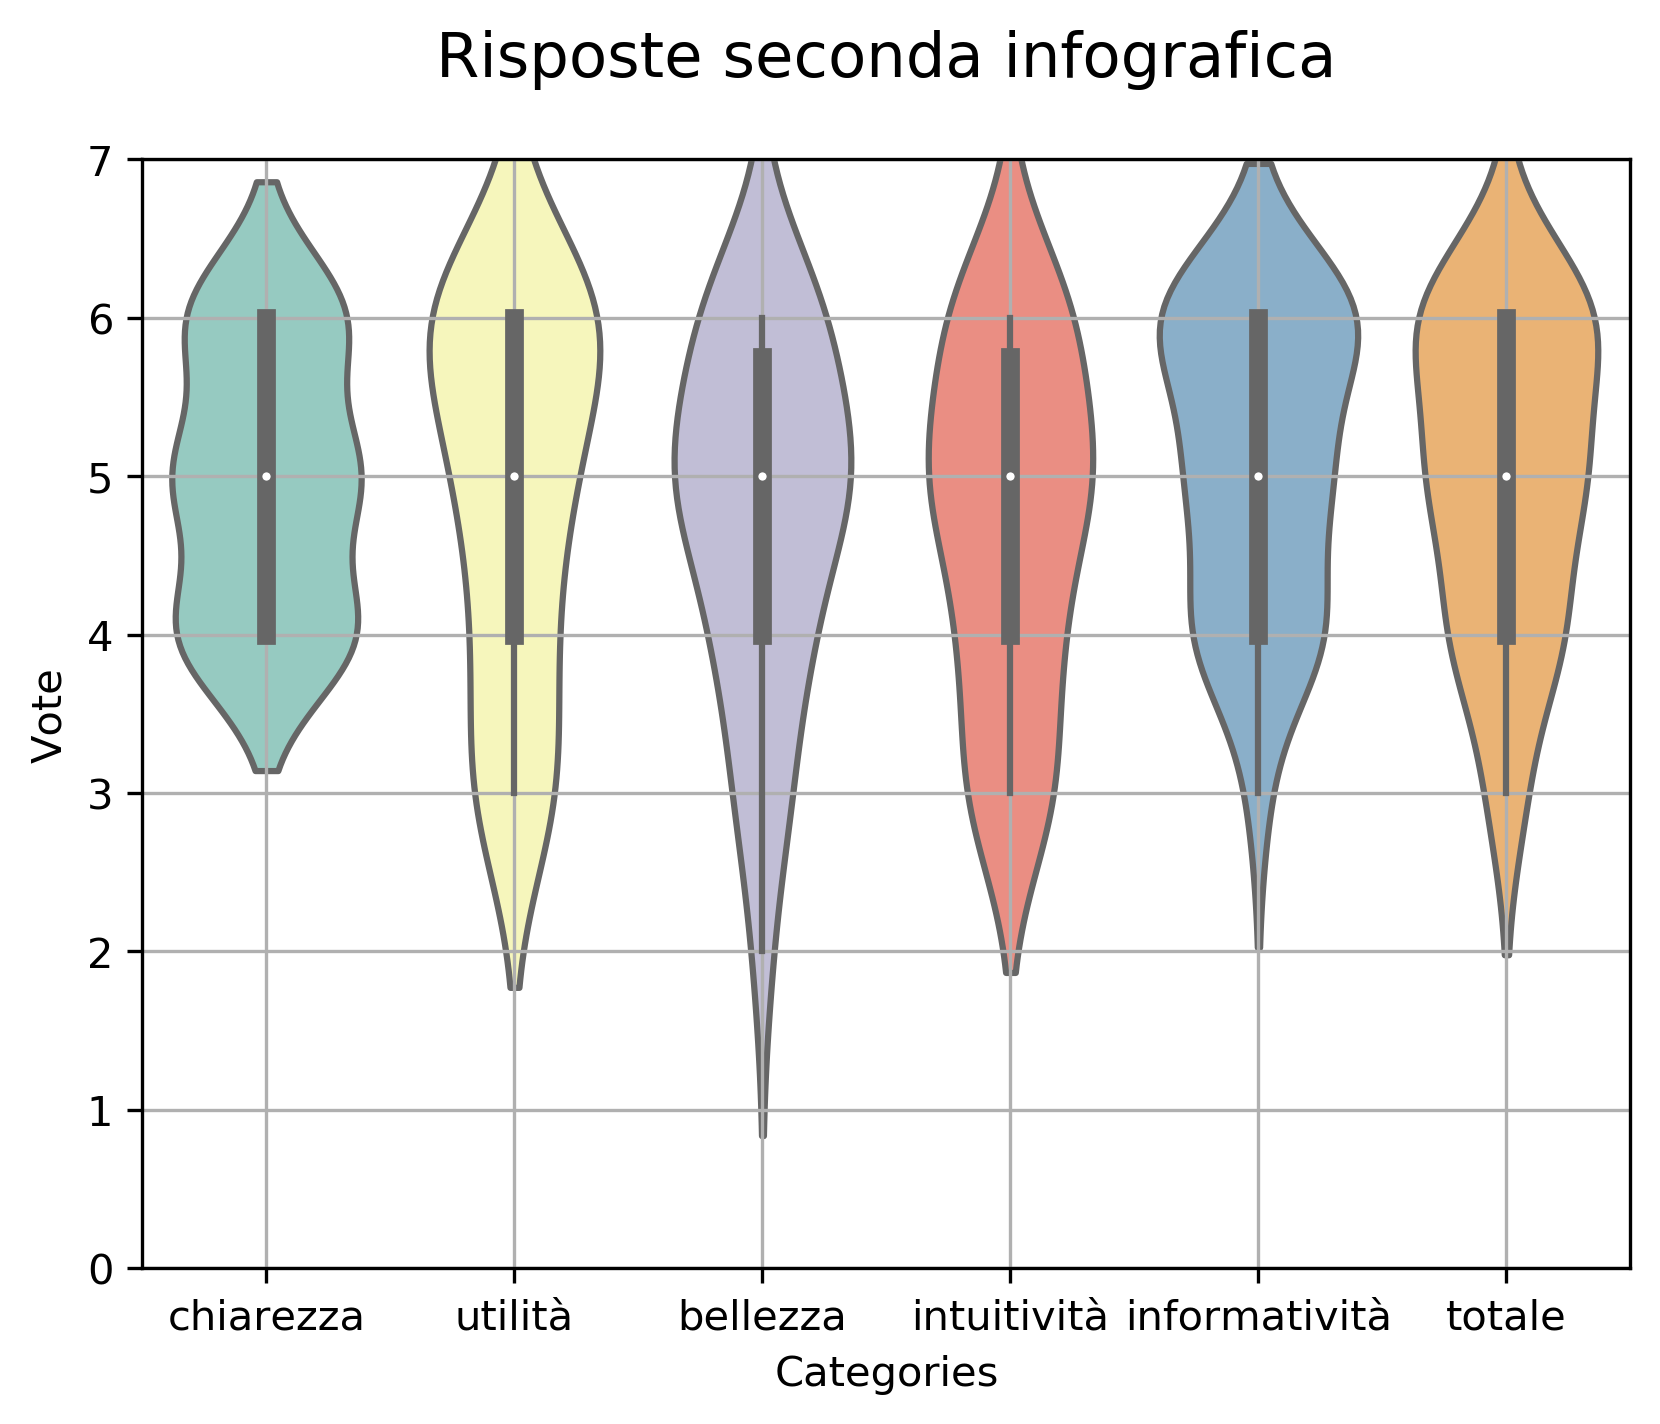 Risposte seconda infografica
7
6
5
4
3
2
1
0
Vote
chiarezza utilità bellezza intuitività informatività totale
Categories